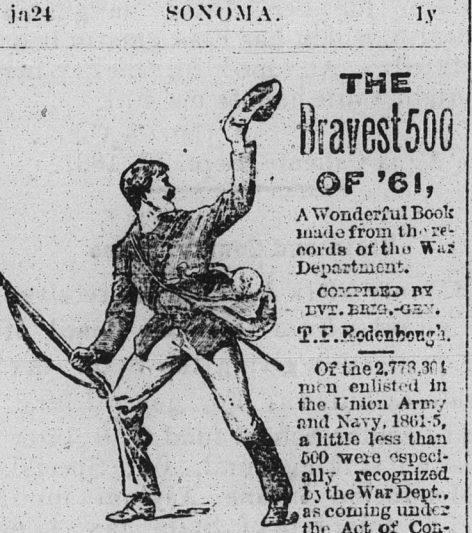 ja24 SONOMA. 1y
THE
Bravest 500
OF '61,
A Wonderful Book
made from the re-
cords of the War
Department.
COMPILED BY
BVT. BRIG.-GEN.
T.F. Rodenbough.
Of the 2,778,304
men enlisted in
the Union Army
and Navy, 1861-5,
a little less than
500 were especi-
ally recognized
by the War Dept.,
as coming under
the Act of Con-